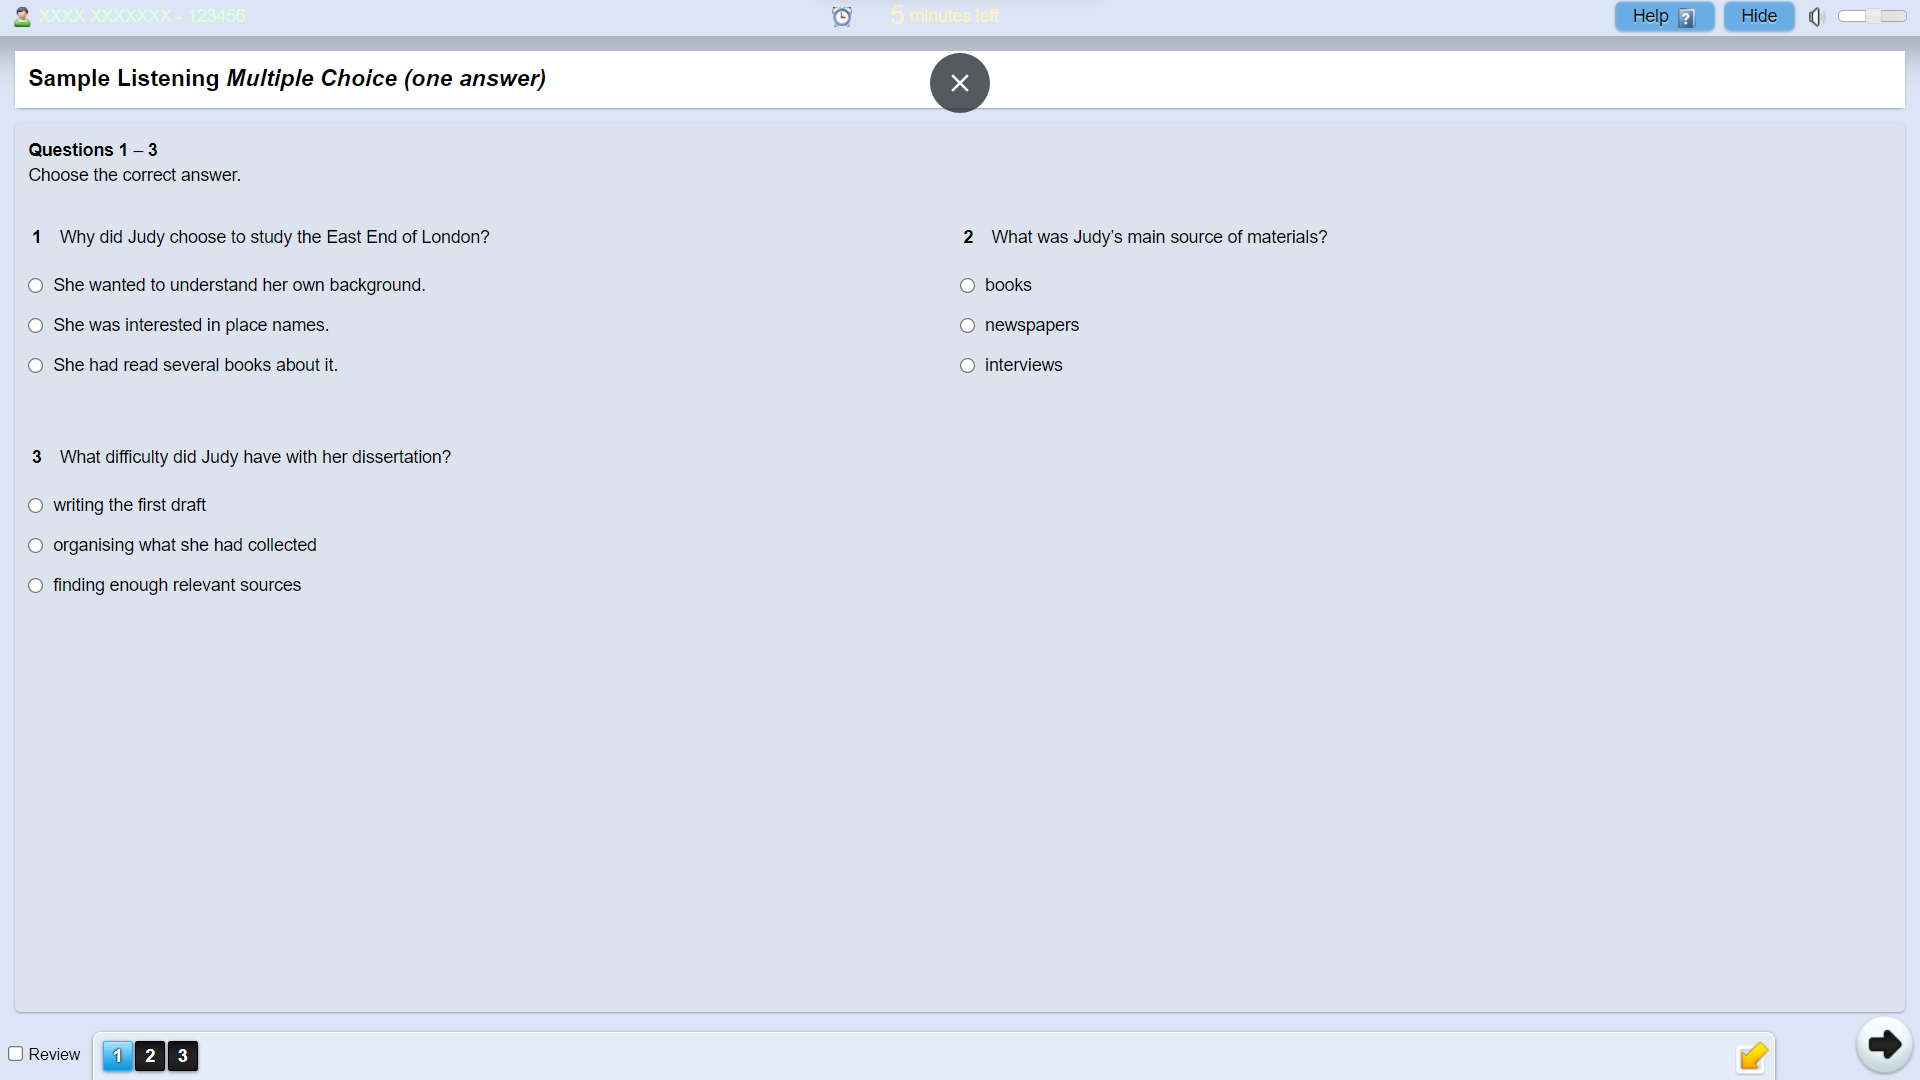 XXXX XXXXXXX - 123456
5 minutes left
Help ?
Hide
Sample Listening Multiple Choice (one answer)
Questions 1 – 3
Choose the correct answer.
1 Why did Judy choose to study the East End of London?
She wanted to understand her own background.
She was interested in place names.
She had read several books about it.
2 What was Judy’s main source of materials?
books
newspapers
interviews
3 What difficulty did Judy have with her dissertation?
writing the first draft
organising what she had collected
finding enough relevant sources
Review
1 2 3